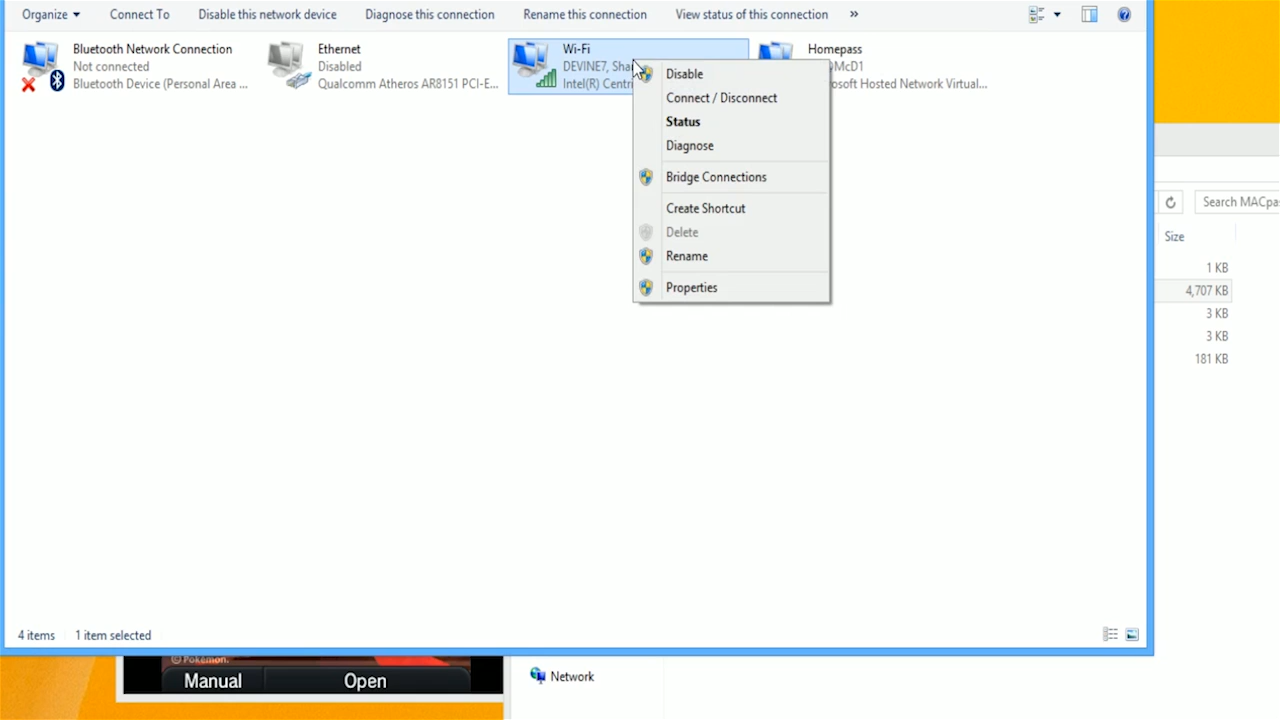 Organize
Connect To
Disable this network device
Diagnose this connection
Rename this connection
View status of this connection
»
Bluetooth Network Connection
Not connected
Bluetooth Device (Personal Area ...
Ethernet
Disabled
Qualcomm Atheros AR8151 PCI-E...
Wi-Fi
DEVINE7, Sha
Intel(R) Centri
Homepass
McD1
osoft Hosted Network Virtual...
Disable
Connect / Disconnect
Status
Diagnose
Bridge Connections
Create Shortcut
Delete
Rename
Properties
Search MACpas
Size
1 KB
4,707 KB
3 KB
3 KB
181 KB
4 items
1 item selected
© Pokémon.
Manual
Open
Network